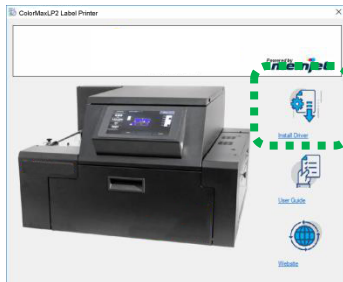 ColorMaxLP2 Label Printer
Powered by
Install Driver
User Guide
Website